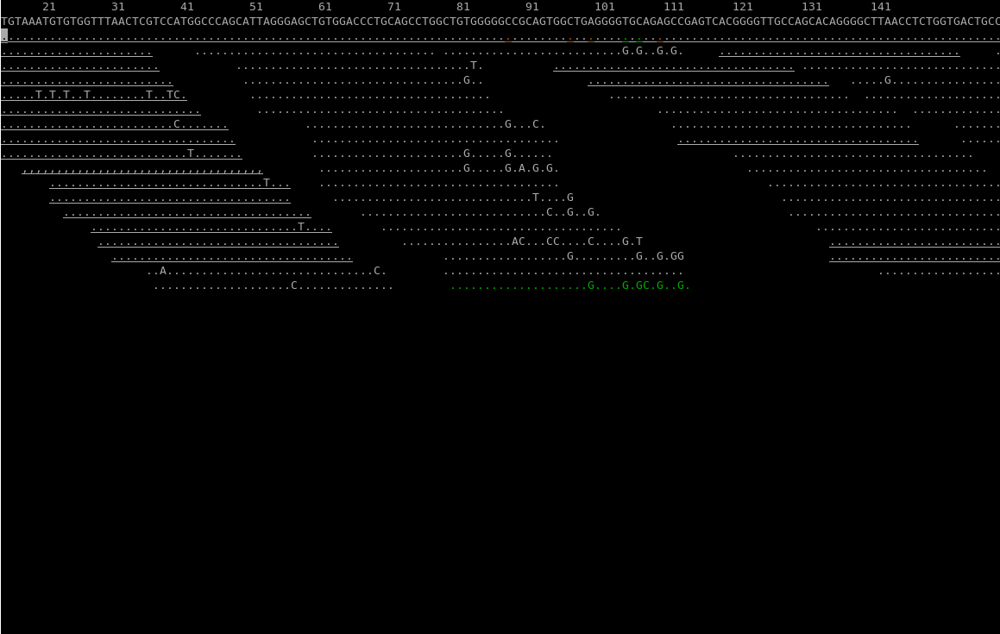 21 31 41 51 61 71 81 91 101 111 121 131 141
TGTAAATGTGTGGTTTAACTCGTCCATGGCCCAGCATTAGGGAGCTGTGGACCCTGCAGCCTGGCTGTGGGGGCCGCAGTGGCTGAGGGGTGCAGAGCCGAGTCACGGGGTTGCCAGCACAGGGGCTTAACCTCTGGTGACTGCC
...................... ................................... ..........................G.G..G.G. ................................... .
....................... ..................................T. ................................... .............................
......................... ................................G.. ................................... .....G................
.....T.T.T..T........T..TC. ................................... ................................... ....................
............................. .................................... ................................... .............
.........................C....... .............................G...C. ................................... .......
.................................. .................................... ................................... ......
...........................T....... ......................G.....G...... ...................................
,,,,,,,,,,,,,,,,,,,,,,,,,,,,,,,,,,, .....................G.....G.A.G.G. ...................................
...............................T... ................................... ..................................
................................... .............................T....G ................................
................................... ...........................C..G..G. ...............................
..............................T.... ................................... ...........................
................................... ................AC...CC....C....G.T .........................
................................... ..................G.........G..G.GG .........................
..A..............................C. ................................... ..................
....................C.............. ....................G....G.GC.G..G.